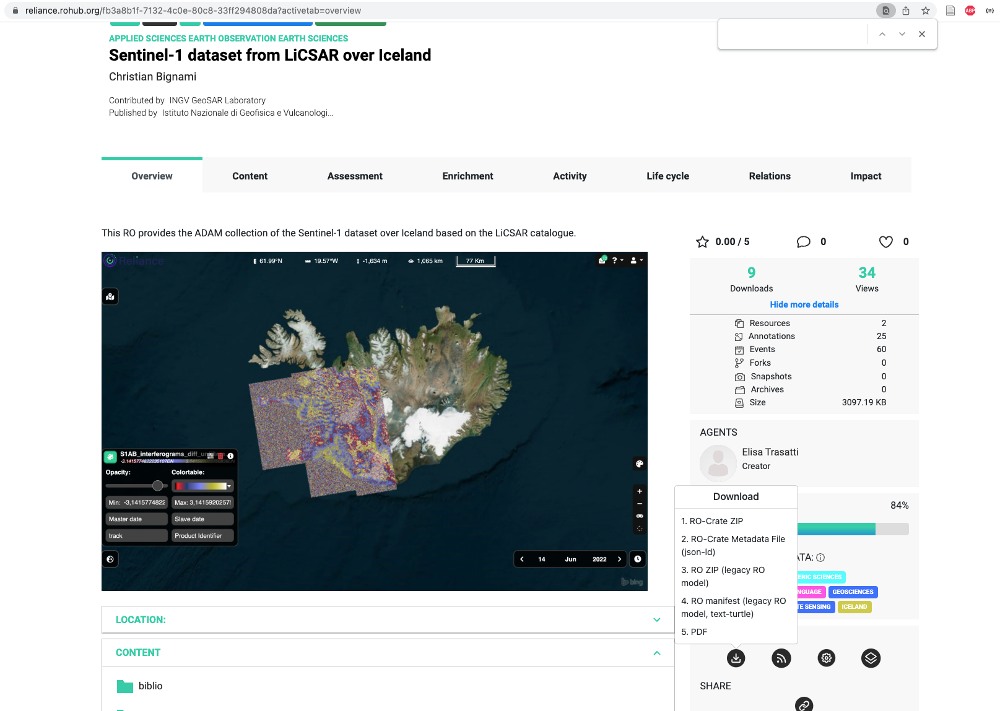 reliance.rohub.org/fb3a8b1f-7132-4c0e-80c8-33ff294808da?activetab=overview
ABP
APPLIED SCIENCES EARTH OBSERVATION EARTH SCIENCES
Sentinel-1 dataset from LiCSAR over Iceland
Christian Bignami
Contributed by INGV GeoSAR Laboratory
Published by Istituto Nazionale di Geofisica e Vulcanologi...
Overview Content Assessment Enrichment Activity Life cycle Relations Impact
This RO provides the ADAM collection of the Sentinel-1 dataset over Iceland based on the LiCSAR catalogue.
Reliance
61.99°N 19.57°W -1,634 m 1,065 km 77 Km
?
S1AB_interferograms_diff_
-3.1415774822235107DN
Opacity: Colortable:
Min: -3,1415774822 Max: 3,1415920257
Master date Slave date
track Product Identifier
14 Jun 2022
bing
LOCATION:
CONTENT
biblio
0.00 / 5 0 0
9 34
Downloads Views
Hide more details
Resources 2
Annotations 25
Events 60
Forks 0
Snapshots 0
Archives 0
Size 3097.19 KB
AGENTS
Elisa Trasatti
Creator
84%
ATA:
ERIC SCIENCES
NGUAGE GEOSCIENCES
TE SENSING ICELAND
Download
1. RO-Crate ZIP
2. RO-Crate Metadata File
(json-ld)
3. RO ZIP (legacy RO
model)
4. RO manifest (legacy RO
model, text-turtle)
5. PDF
SHARE